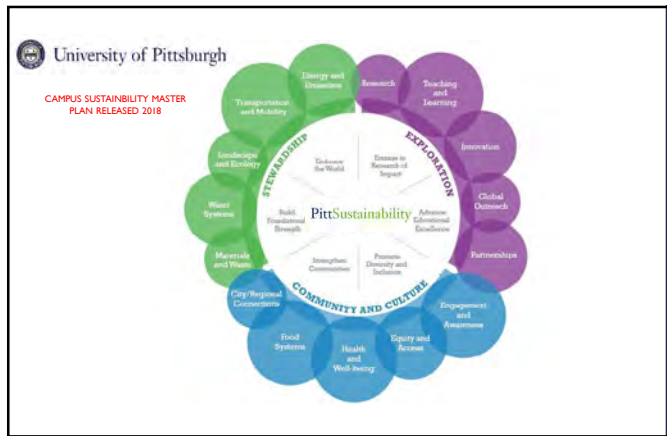 University of Pittsburgh
CAMPUS SUSTAINBILITY MASTER
PLAN RELEASED 2018
Energy and
Emissions
Research
Teaching
and
Learning
Innovation
Global
Outreach
Partnerships
Engagement
and
Awareness
Equity and
Access
Health
and
Well-being
Food
Systems
City/Regional
Connections
Materials
and Waste
Water
Systems
Landscape
and Ecology
Transportation
and Mobility
STEWARDSHIP
EXPLORATION
COMMUNITY AND CULTURE
Embrace
the World
Engage in
Research of
Impact
Build
Foundational
Strength
PittSustainability
Advance
Educational
Excellence
Strengthen
Communities
Promote
Diversity and
Inclusion